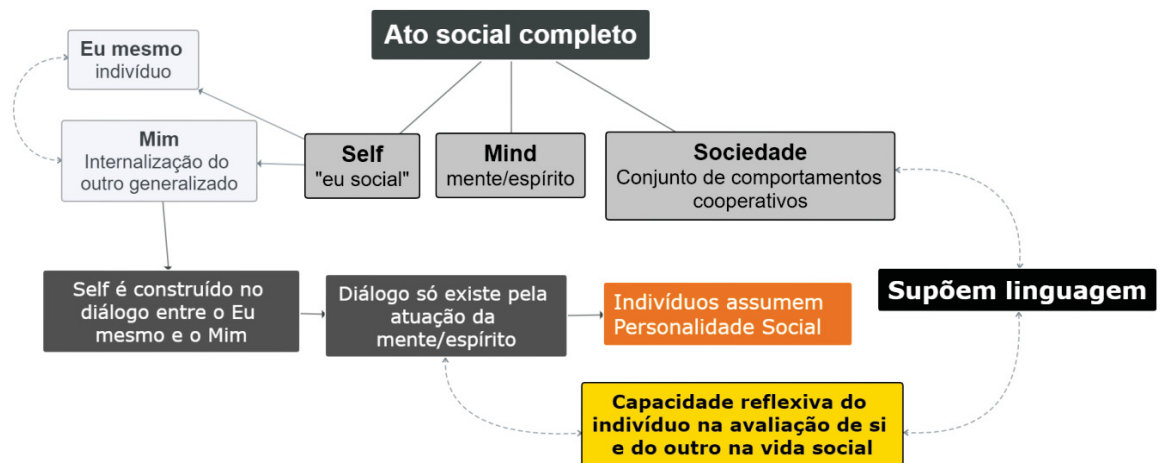 Ato social completo
Eu mesmo
indivíduo
Mim
Internalização do
outro generalizado
Self
"eu social"
Mind
mente/espírito
Sociedade
Conjunto de comportamentos
cooperativos
Self é construído no
diálogo entre o Eu
mesmo e o Mim
Diálogo só existe pela
atuação da
mente/espírito
Indivíduos assumem
Personalidade Social
Supõem linguagem
Capacidade reflexiva do
indivíduo na avaliação de si
e do outro na vida social